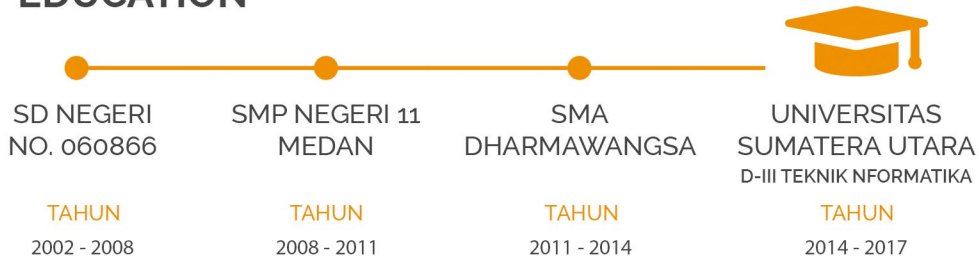 EDUCATION
SD NEGERI
NO. 060866
TAHUN
2002 - 2008
SMP NEGERI 11
MEDAN
TAHUN
2008 - 2011
SMA
DHARMAWANGSA
TAHUN
2011 - 2014
UNIVERSITAS
SUMATERA UTARA
D-III TEKNIK NFORMATIKA
TAHUN
2014 - 2017